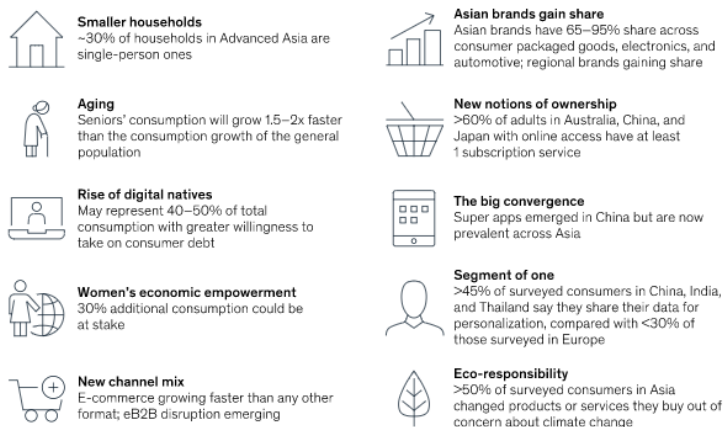 Smaller households
~30% of households in Advanced Asia are
single-person ones
Aging
Seniors' consumption will grow 1.5–2x faster
than the consumption growth of the general
population
Rise of digital natives
May represent 40–50% of total
consumption with greater willingness to
take on consumer debt
Women's economic empowerment
30% additional consumption could be
at stake
New channel mix
E-commerce growing faster than any other
format; eB2B disruption emerging
Asian brands gain share
Asian brands have 65–95% share across
consumer packaged goods, electronics, and
automotive; regional brands gaining share
New notions of ownership
>60% of adults in Australia, China, and
Japan with online access have at least
1 subscription service
The big convergence
Super apps emerged in China but are now
prevalent across Asia
Segment of one
>45% of surveyed consumers in China, India,
and Thailand say they share their data for
personalization, compared with <30% of
those surveyed in Europe
Eco-responsibility
>50% of surveyed consumers in Asia
changed products or services they buy out of
concern about climate change